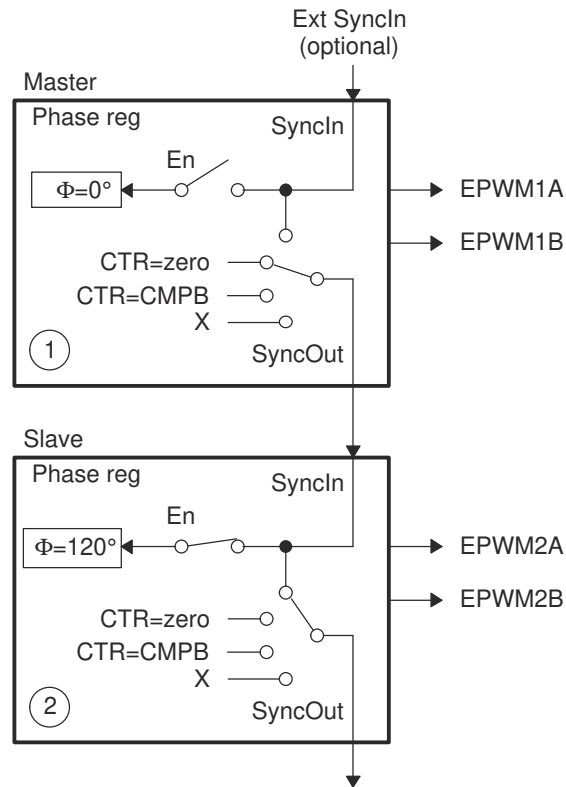 Ext SyncIn
(optional)
Master
Phase reg
SyncIn
En
Φ=0°
EPWM1A
EPWM1B
CTR=zero
CTR=CMPB
X
1
SyncOut
Slave
Phase reg
SyncIn
En
Φ=120°
EPWM2A
EPWM2B
CTR=zero
CTR=CMPB
X
2
SyncOut